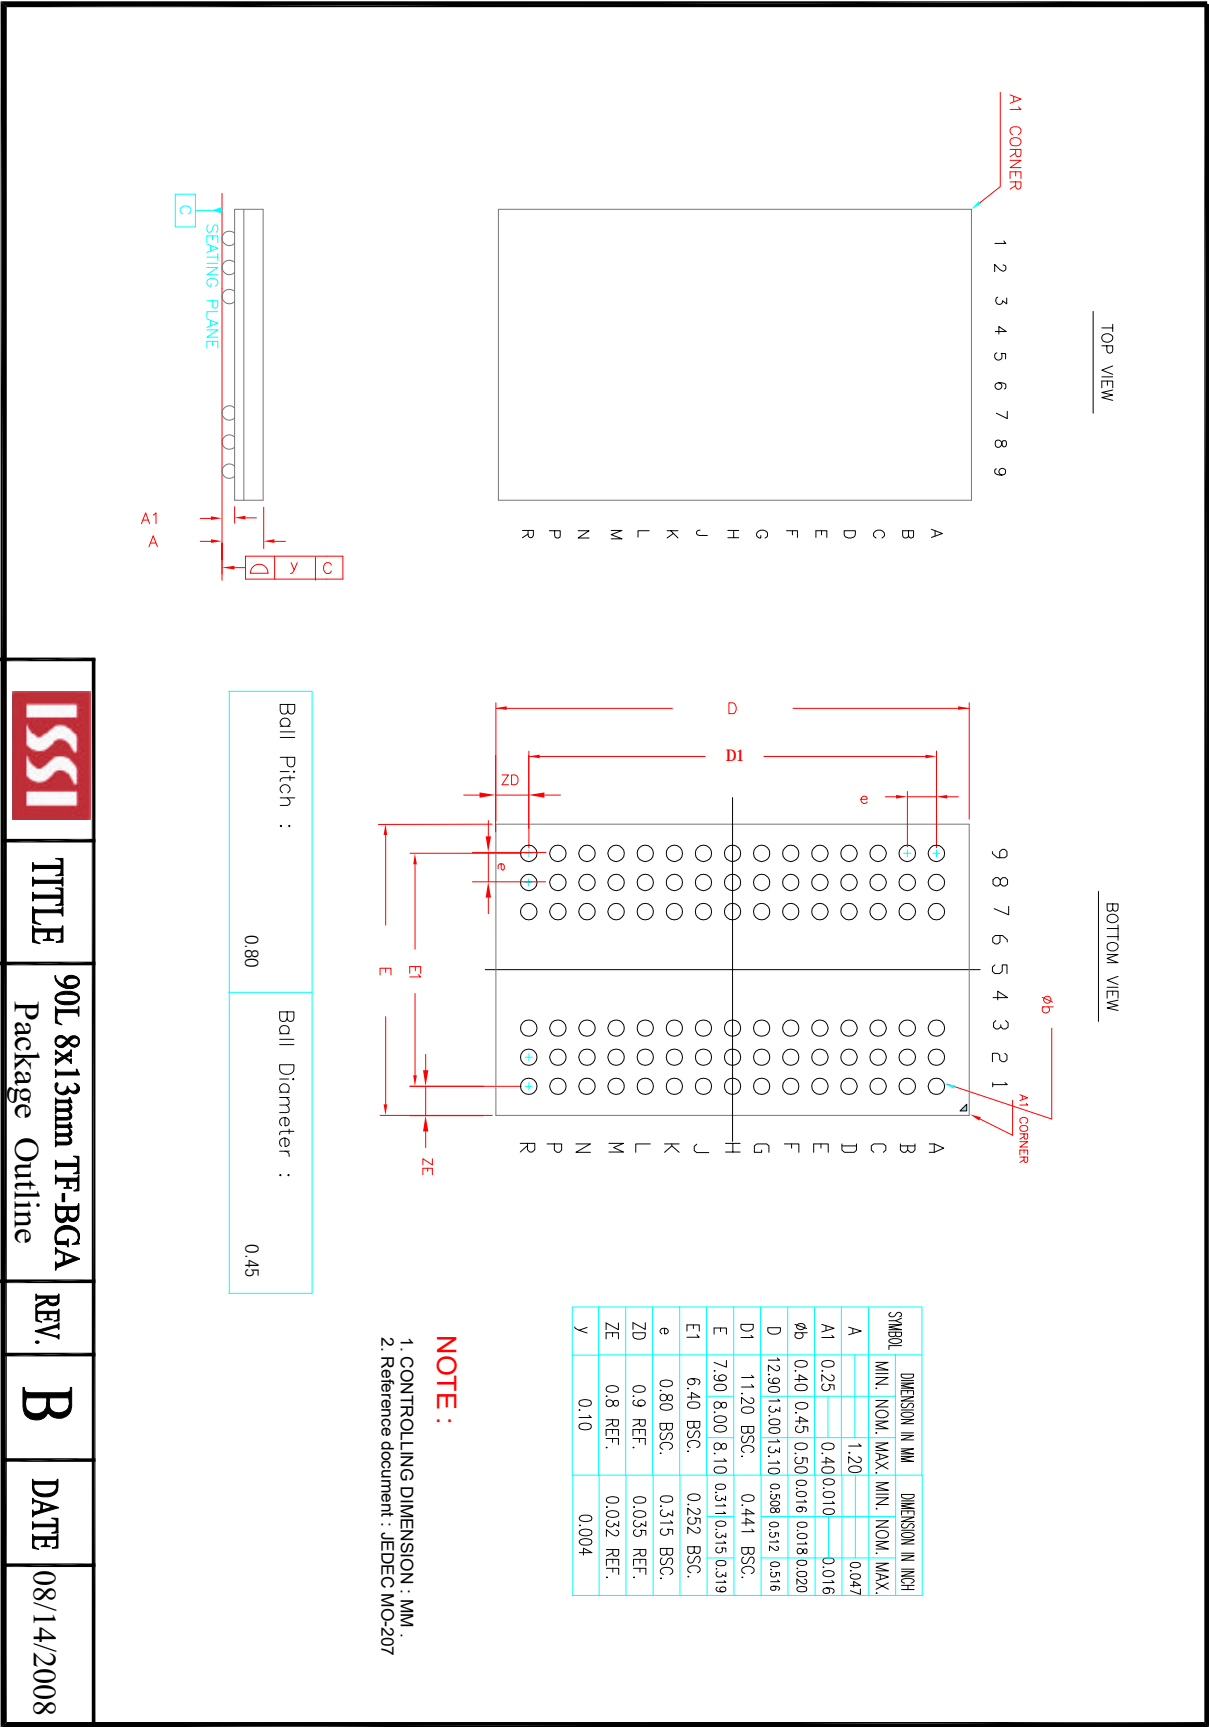 TOP VIEW
A1 CORNER
1 2 3 4 5 6 7 8 9
A
B
C
D
E
F
G
H
J
K
L
M
N
P
R
C
SEATING PLANE
A1
A
y C
BOTTOM VIEW
9 8 7 6 5 4 3 2 1
Øb
A1 CORNER
A
B
C
D
E
F
G
H
J
K
L
M
N
P
R
D
D1
ZD
e
e
E1
E
ZE
SYMBOL DIMENSION IN MM DIMENSION IN INCH
MIN. NOM. MAX. MIN. NOM. MAX.
A 1.20 0.047
A1 0.25 0.40 0.010 0.016
Øb 0.40 0.45 0.50 0.016 0.018 0.020
D 12.90 13.00 13.10 0.508 0.512 0.516
D1 11.20 BSC. 0.441 BSC.
E 7.90 8.00 8.10 0.311 0.315 0.319
E1 6.40 BSC. 0.252 BSC.
e 0.80 BSC. 0.315 BSC.
ZD 0.9 REF. 0.035 REF.
ZE 0.8 REF. 0.032 REF.
y 0.10 0.004
NOTE :
1. CONTROLLING DIMENSION : MM .
2. Reference document : JEDEC MO-207
Ball Pitch : 0.80
Ball Diameter : 0.45
ISSI
TITLE
90L 8x13mm TF-BGA
Package Outline
REV.
B
DATE
08/14/2008